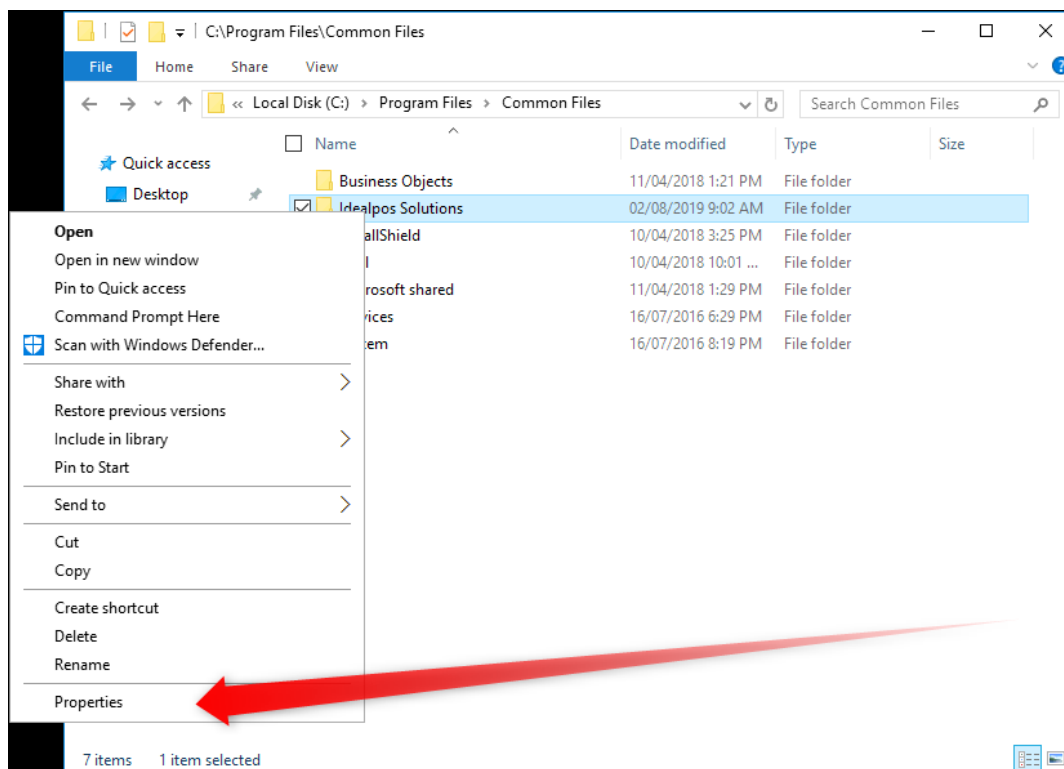 C:\Program Files\Common Files
File Home Share View
« Local Disk (C:) > Program Files > Common Files Search Common Files
Name Date modified Type Size
Quick access
Desktop
Business Objects 11/04/2018 1:21 PM File folder
Idealpos Solutions 02/08/2019 9:02 AM File folder
allShield 10/04/2018 3:25 PM File folder
l 10/04/2018 10:01 ... File folder
rosoft shared 11/04/2018 1:29 PM File folder
vices 16/07/2016 6:29 PM File folder
tem 16/07/2016 8:19 PM File folder
Open
Open in new window
Pin to Quick access
Command Prompt Here
Scan with Windows Defender...
Share with
Restore previous versions
Include in library
Pin to Start
Send to
Cut
Copy
Create shortcut
Delete
Rename
Properties
7 items 1 item selected